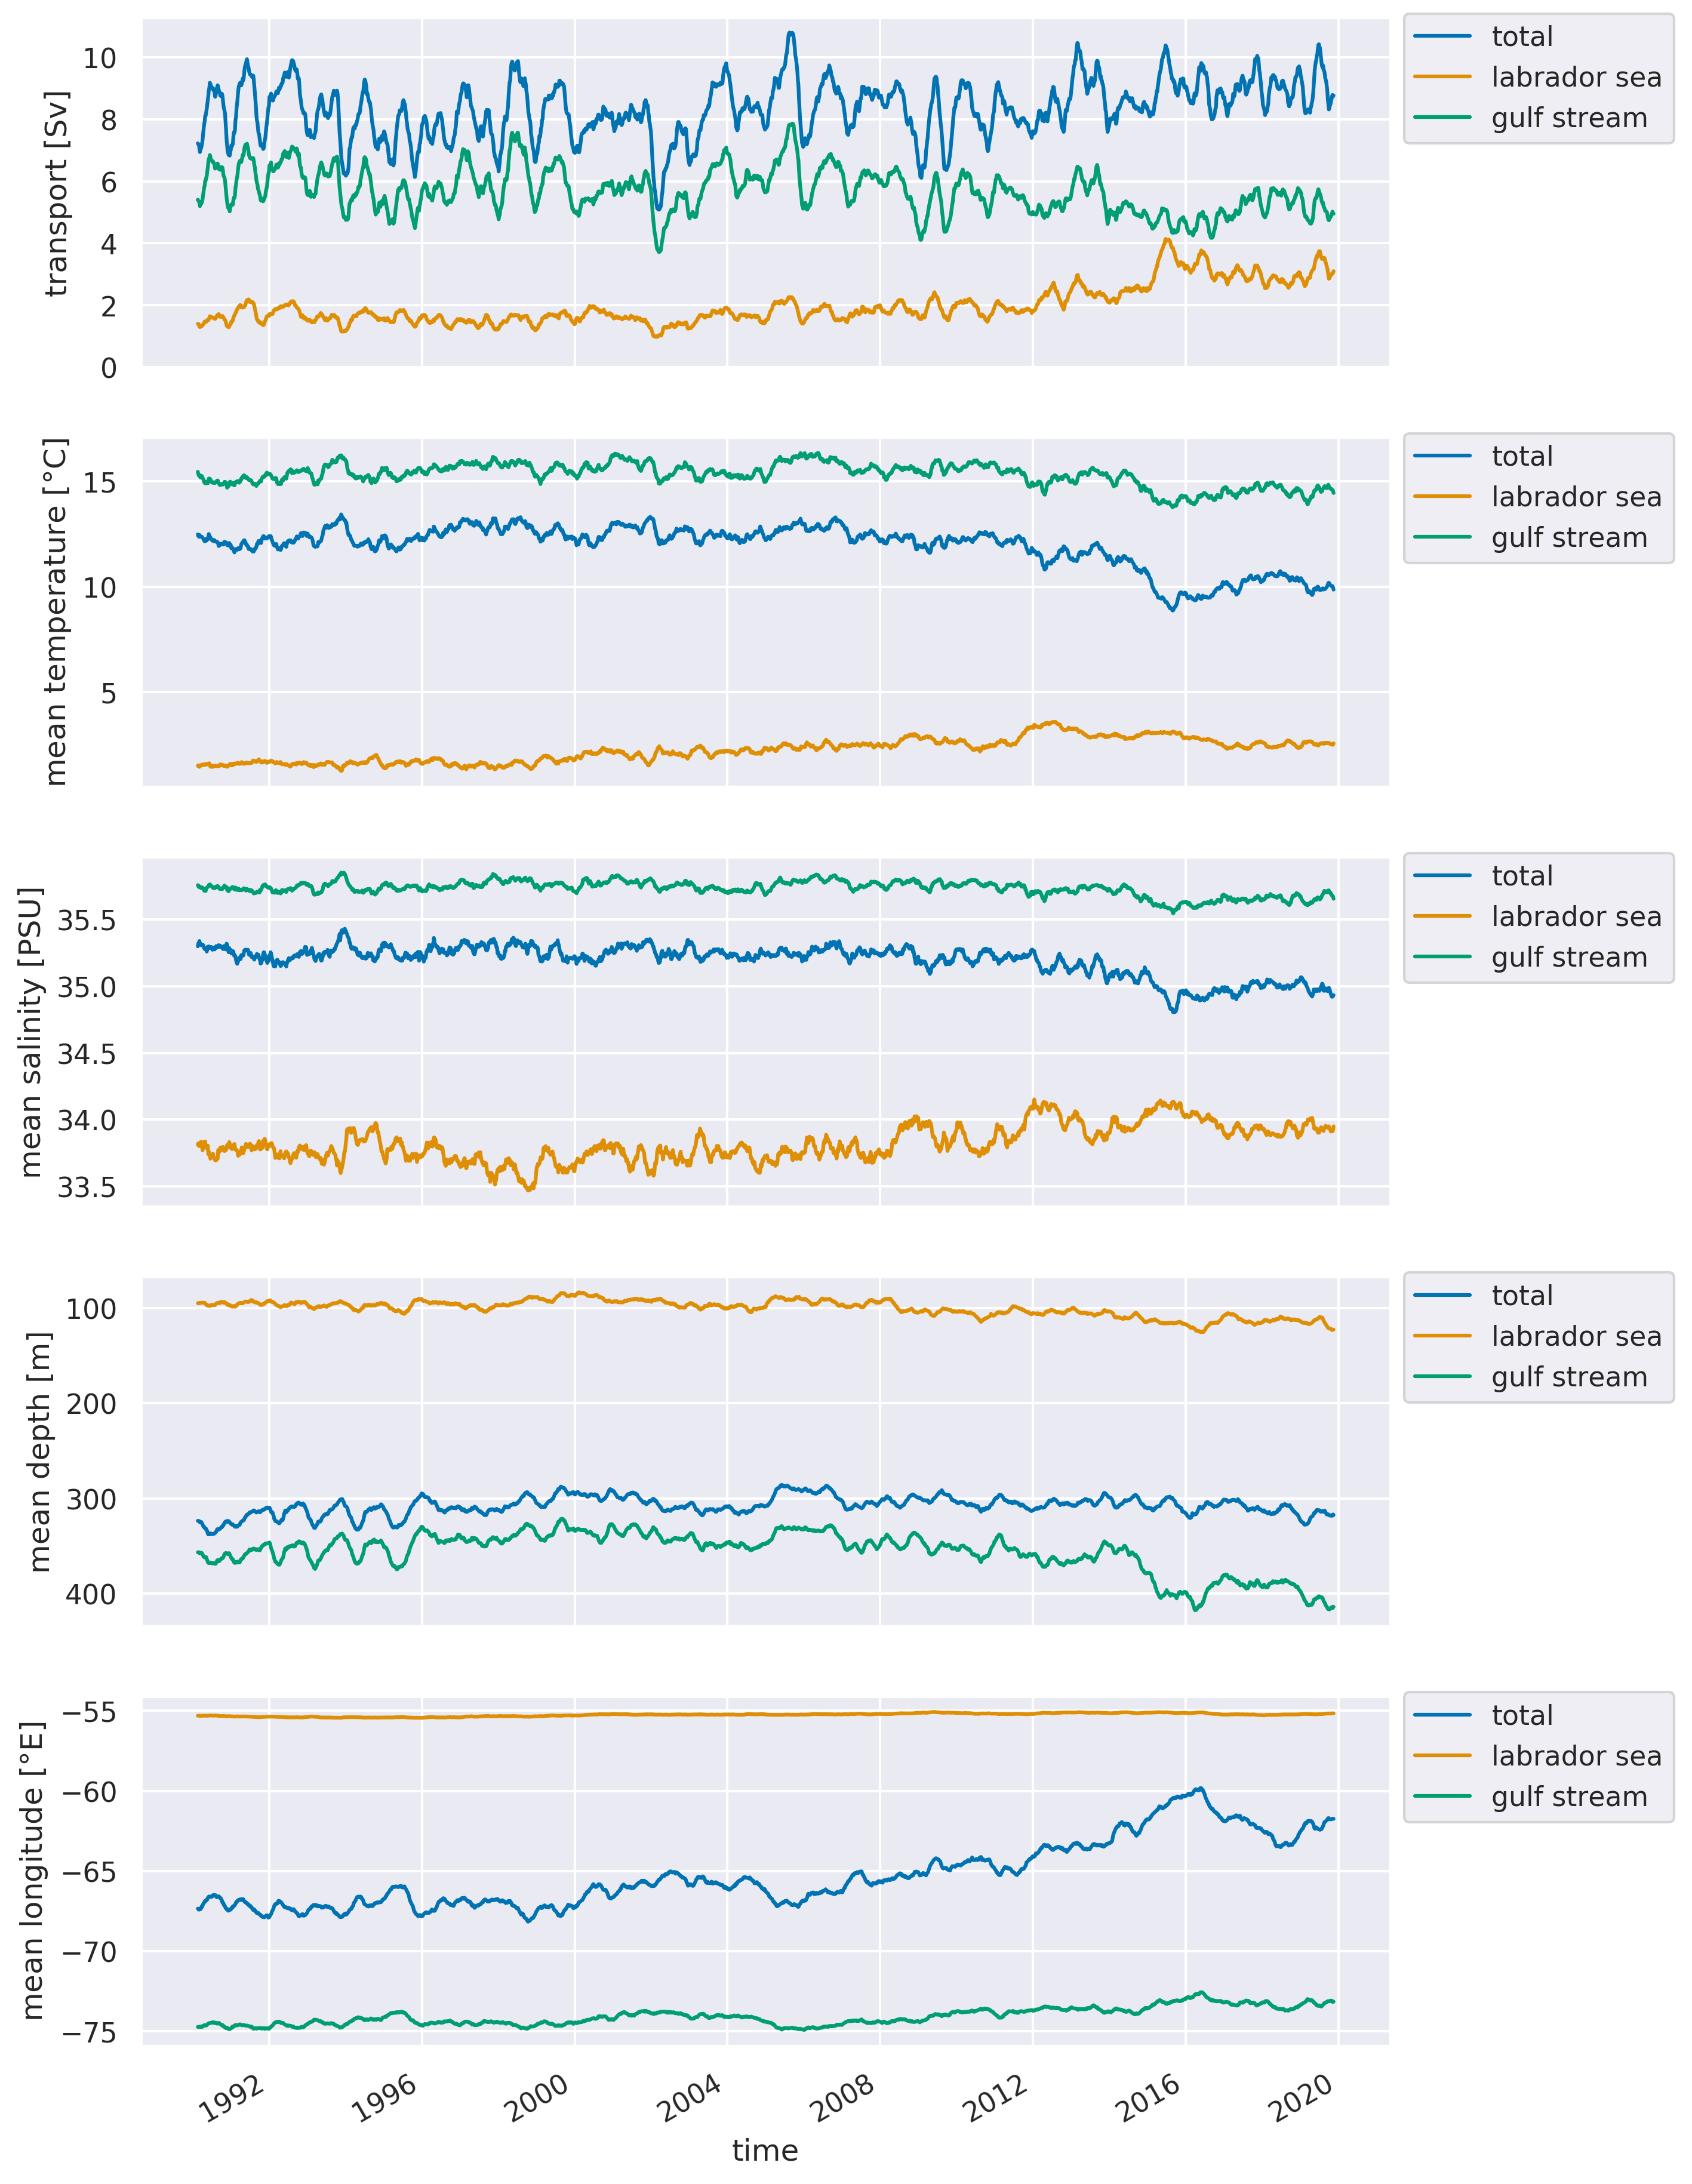 transport [Sv]
10
8
6
4
2
0
total
labrador sea
gulf stream
mean temperature [°C]
15
10
5
total
labrador sea
gulf stream
mean salinity [PSU]
35.5
35.0
34.5
34.0
33.5
total
labrador sea
gulf stream
mean depth [m]
100
200
300
400
total
labrador sea
gulf stream
mean longitude [°E]
−55
−60
−65
−70
−75
total
labrador sea
gulf stream
1992 1996 2000 2004 2008 2012 2016 2020
time